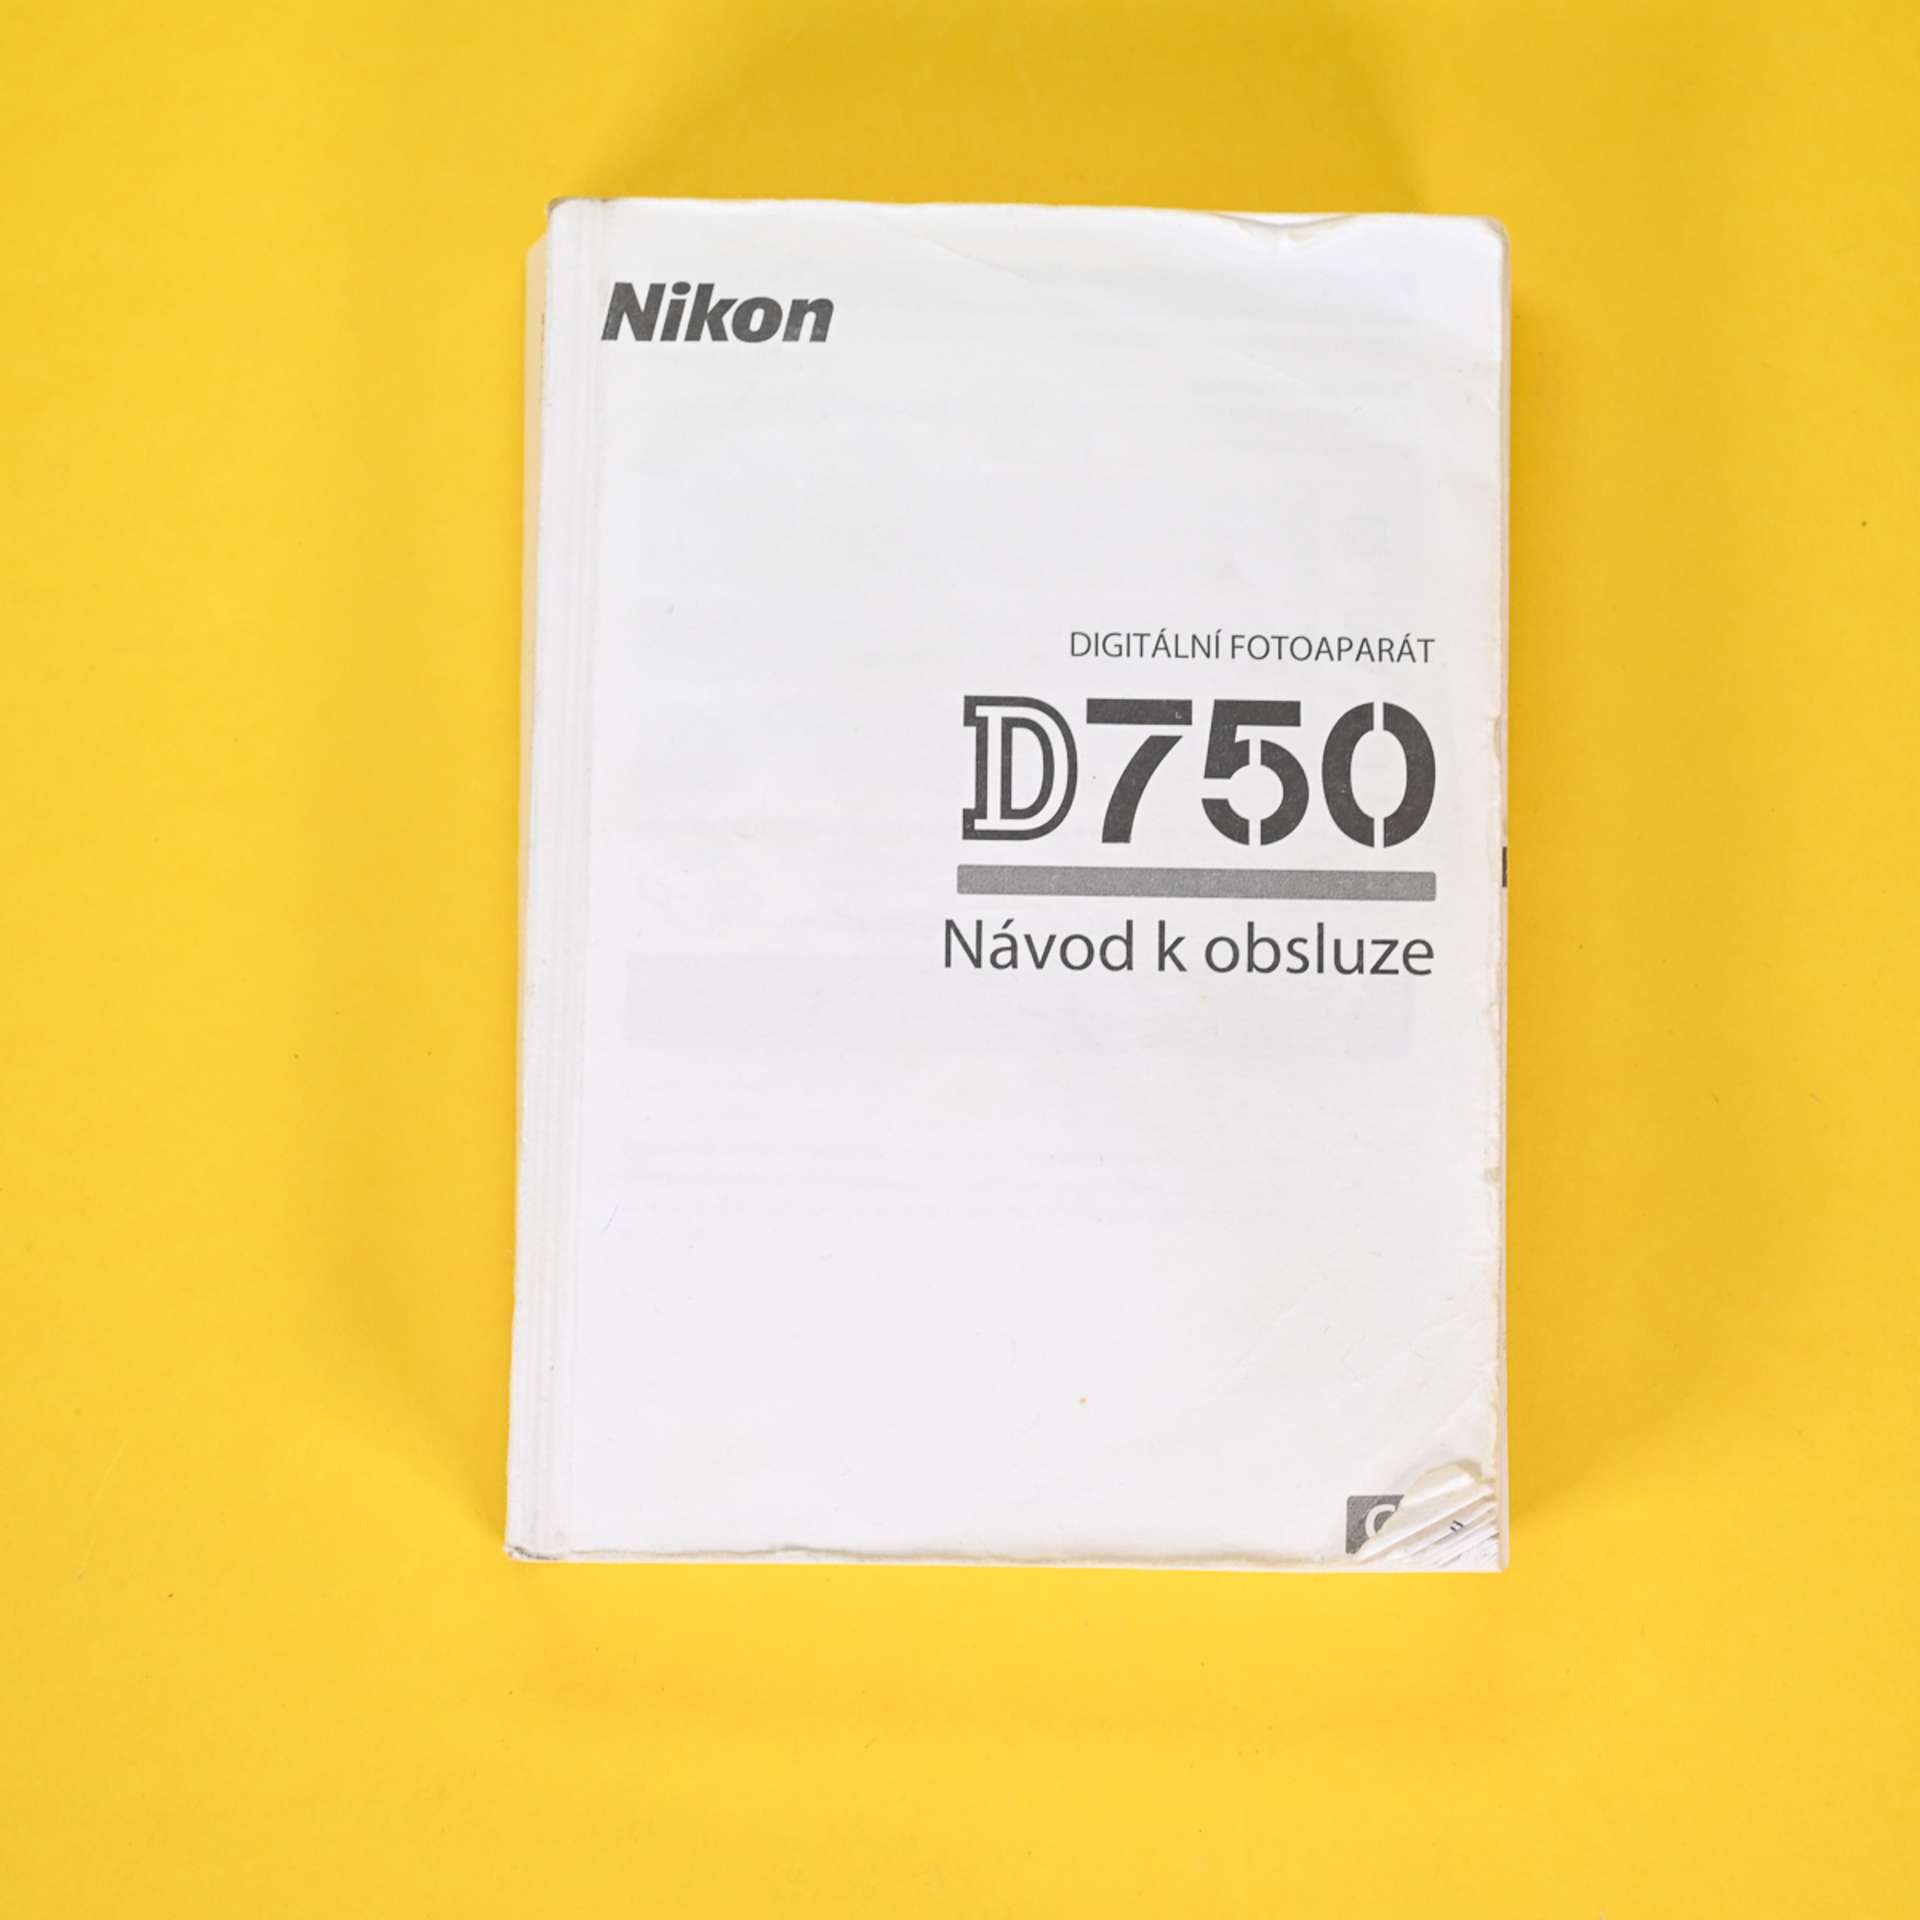 Nikon
DIGITÁLNÍ FOTOAPARÁT
D750
Návod k obsluze